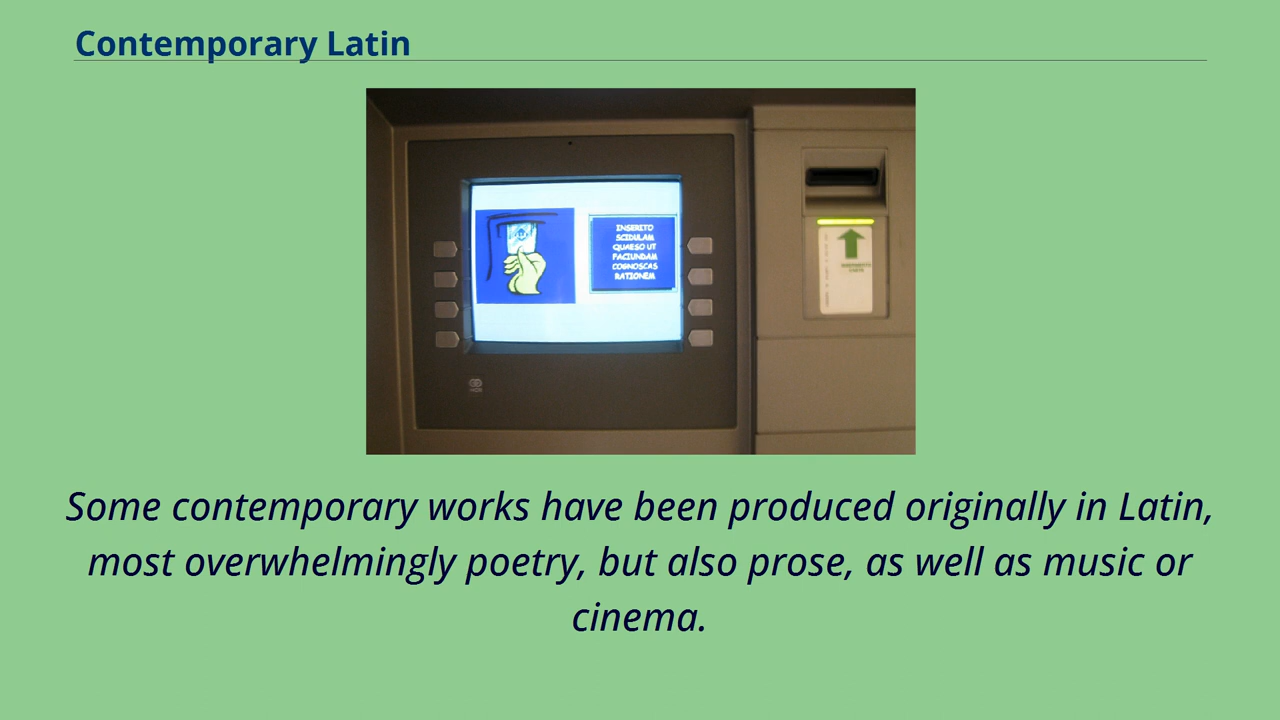 Contemporary Latin
INSERITO
SCIDULAM
QUAESO UT
FACIUNDAM
COGNOSCAS
RATIONEM
Some contemporary works have been produced originally in Latin,
most overwhelmingly poetry, but also prose, as well as music or
cinema.